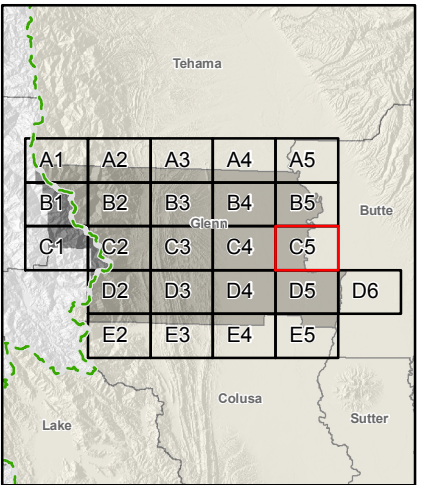 Tehama
A1 A2 A3 A4 A5
B1 B2 B3 B4 B5
Butte
Glenn
C1 C2 C3 C4 C5
D2 D3 D4 D5 D6
E2 E3 E4 E5
Colusa
Lake
Sutter